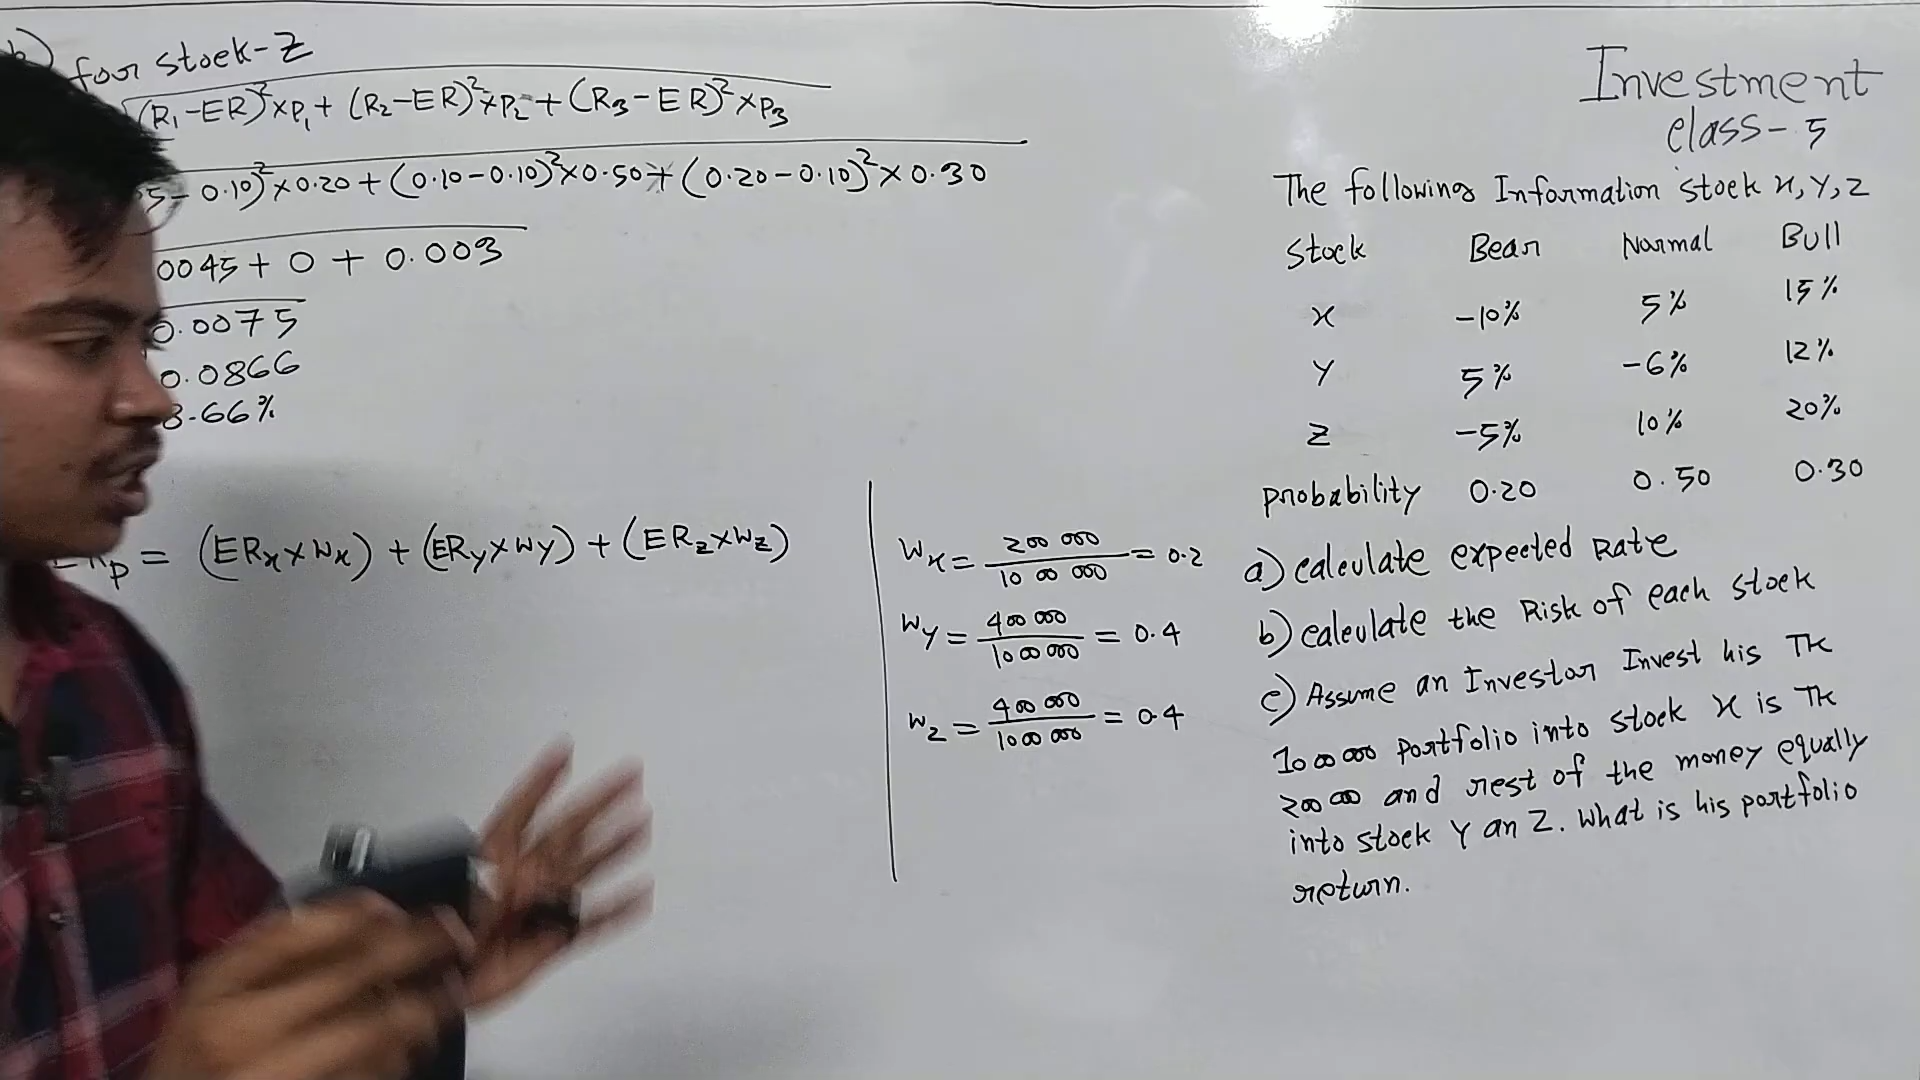 for stock-Z
(R₁-ER)²×P₁+ (R₂-ER)²×P₂+(R₃-ER)²×P₃
5-0.10)²×0.20+(0.10-0.10)²×0.50+(0.20-0.10)²×0.30
0045+0+0.003
0.0075
0.0866
8.66%
p = (ERx×Wx)+(ERy×Wy)+(ERz×Wz)
Wx = 200 000 / 10 00 000 = 0.2
Wy = 400 000 / 10 00 000 = 0.4
Wz = 400 000 / 1000 000 = 0.4
Investment
class-5
The following Information stock X,Y,Z
Stock Bear Normal Bull
X -10% 5% 15%
Y 5% -6% 12%
Z -5% 10% 20%
probability 0.20 0.50 0.30
a) calculate expected Rate
b) calculate the Risk of each stock
c) Assume an Investor Invest his TK
10 00 000 portfolio into stock X is TK
200 000 and rest of the money equally
into stock Y an Z. What is his portfolio
return.